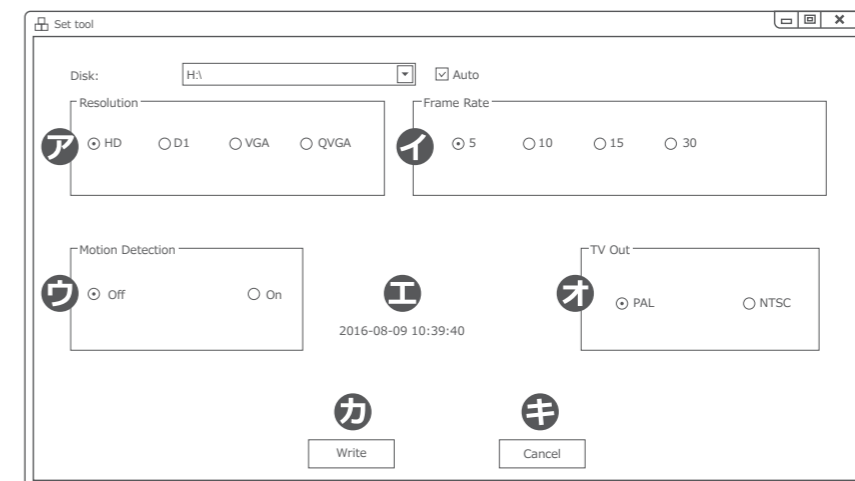 Set tool
Disk: H:\ Auto
Resolution Frame Rate
ア HD D1 VGA QVGA イ 5 10 15 30
Motion Detection TV Out
ウ Off On エ オ PAL NTSC
2016-08-09 10:39:40
カ キ
Write Cancel